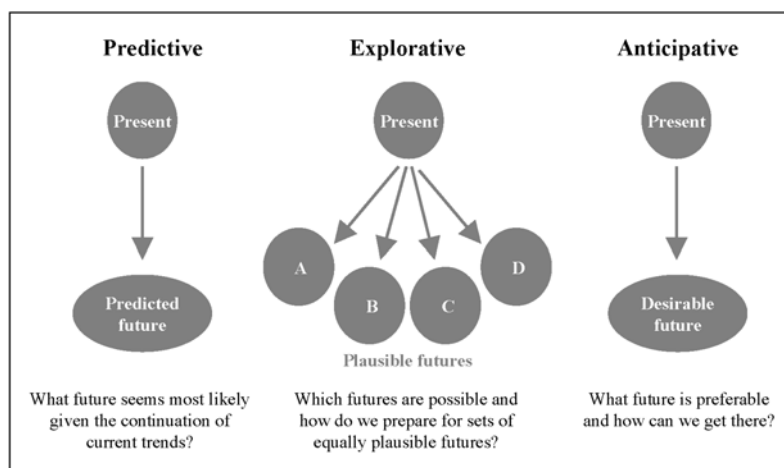 Predictive
Present
Predicted
future
What future seems most likely
given the continuation of
current trends?
Explorative
Present
A
B
C
D
Plausible futures
Which futures are possible and
how do we prepare for sets of
equally plausible futures?
Anticipative
Present
Desirable
future
What future is preferable
and how can we get there?